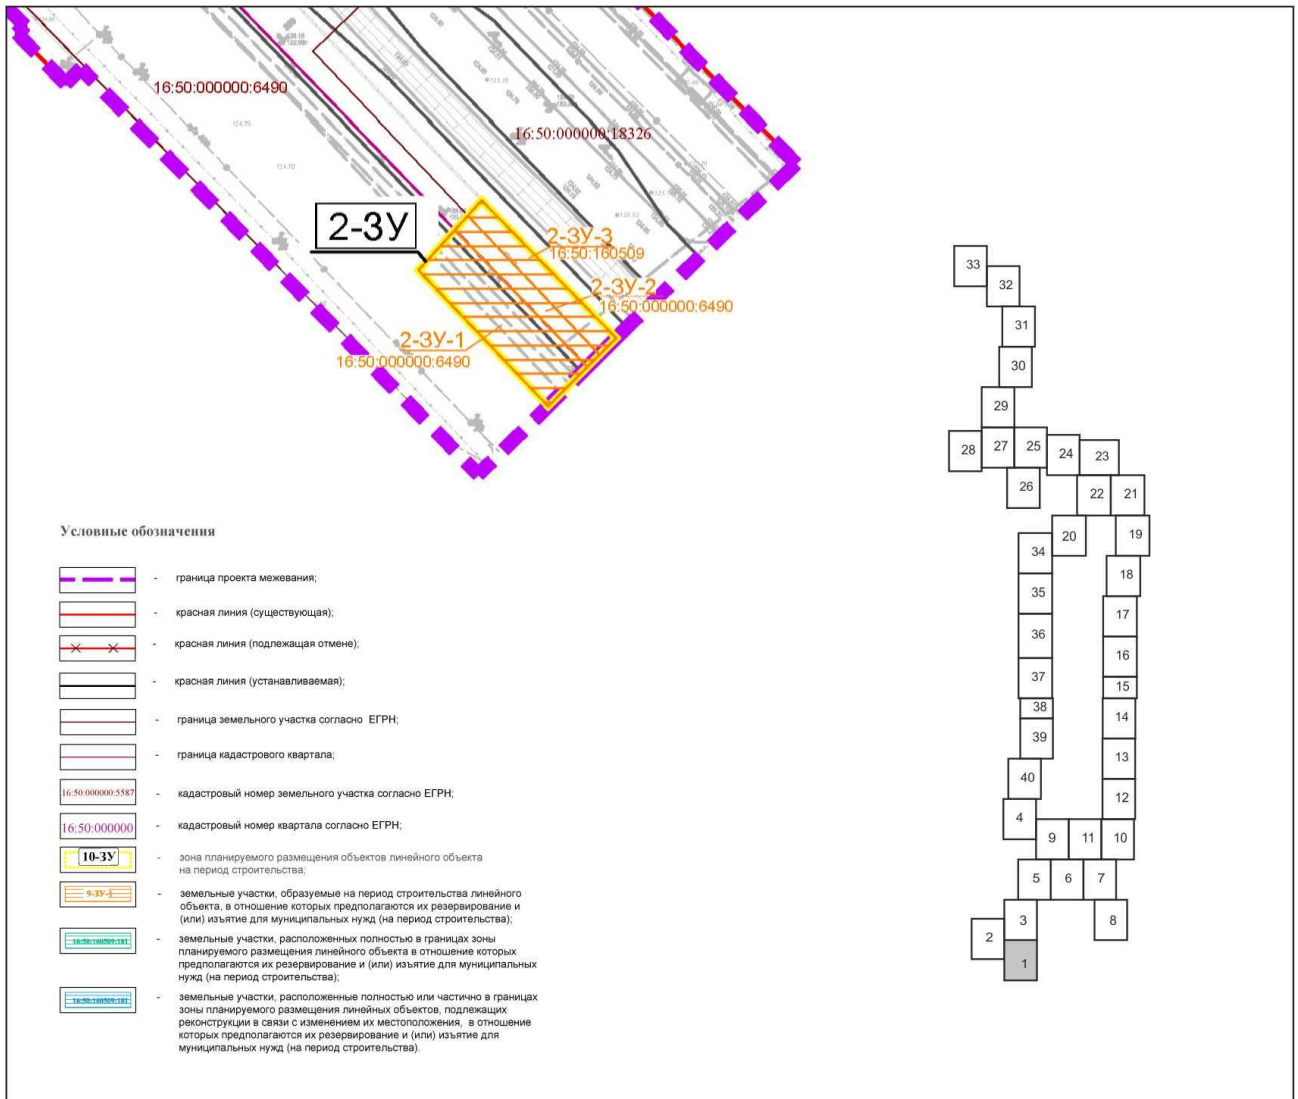 16:50:000000:6490
16:50:000000:18326
2-ЗУ
2-ЗУ-3
16:50:160509
2-ЗУ-2
16:50:000000:6490
2-ЗУ-1
16:50:000000:6490
Условные обозначения
- граница проекта межевания;
- красная линия (существующая);
- красная линия (подлежащая отмене);
- красная линия (устанавливаемая);
- граница земельного участка согласно ЕГРН;
- граница кадастрового квартала;
16:50:000000:5587 - кадастровый номер земельного участка согласно ЕГРН;
16:50:000000 - кадастровый номер квартала согласно ЕГРН;
10-ЗУ - зона планируемого размещения объектов линейного объекта
на период строительства;
9-ЗУ-1 - земельные участки, образуемые на период строительства линейного
объекта, в отношение которых предполагаются их резервирование и
(или) изъятие для муниципальных нужд (на период строительства);
16:50:160509:181 - земельные участки, расположенных полностью в границах зоны
планируемого размещения линейного объекта в отношение которых
предполагаются их резервирование и (или) изъятие для муниципальных
нужд (на период строительства);
16:50:160509:181 - земельные участки, расположенные полностью или частично в границах
зоны планируемого размещения линейных объектов, подлежащих
реконструкции в связи с изменением их местоположения, в отношение
которых предполагаются их резервирование и (или) изъятие для
муниципальных нужд (на период строительства).
33
32
31
30
29
28 27 25 24 23
26 22 21
20 19
34
18
35
17
36
16
37 15
38 14
39
13
40
12
4
9 11 10
5 6 7
3 8
2
1